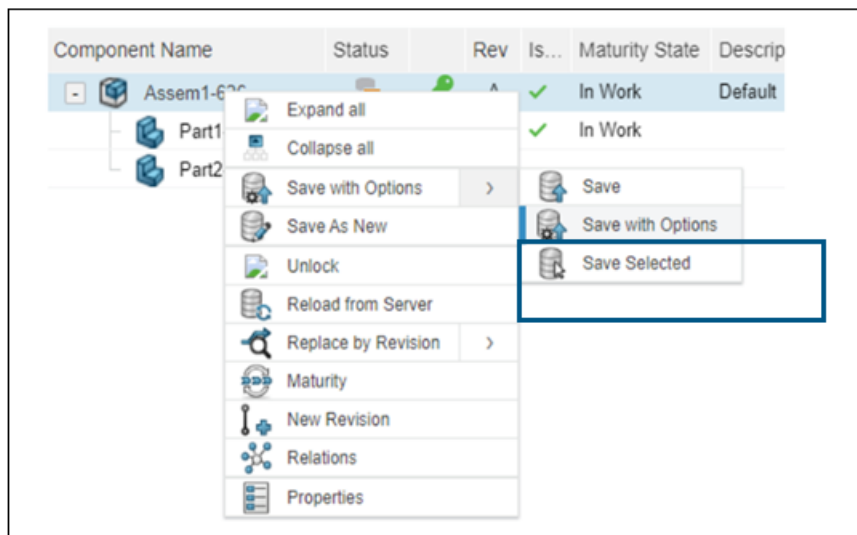 Component Name Status Rev Is... Maturity State Descrip
- Assem1-636 A In Work Default
Part1 In Work
Part2
Expand all
Collapse all
Save with Options >
Save As New
Unlock
Reload from Server
Replace by Revision >
Maturity
New Revision
Relations
Properties
Save
Save with Options
Save Selected